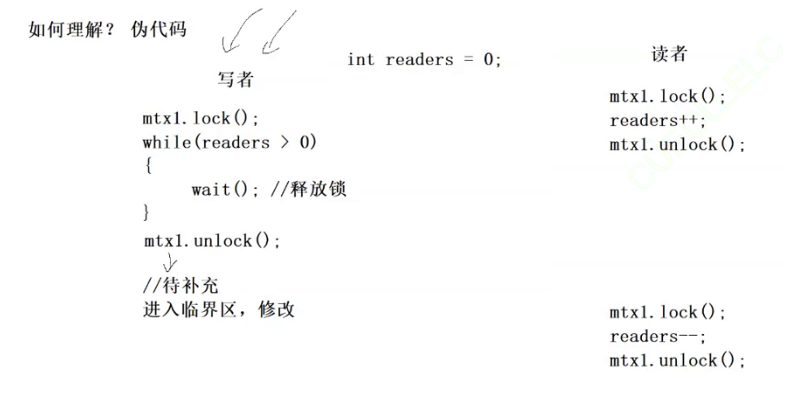 如何理解? 伪代码
int readers = 0;
写者
mtx1.lock();
while(readers > 0)
{
wait(); //释放锁
}
mtx1.unlock();
//待补充
进入临界区，修改
读者
mtx1.lock();
readers++;
mtx1.unlock();
mtx1.lock();
readers--;
mtx1.unlock();